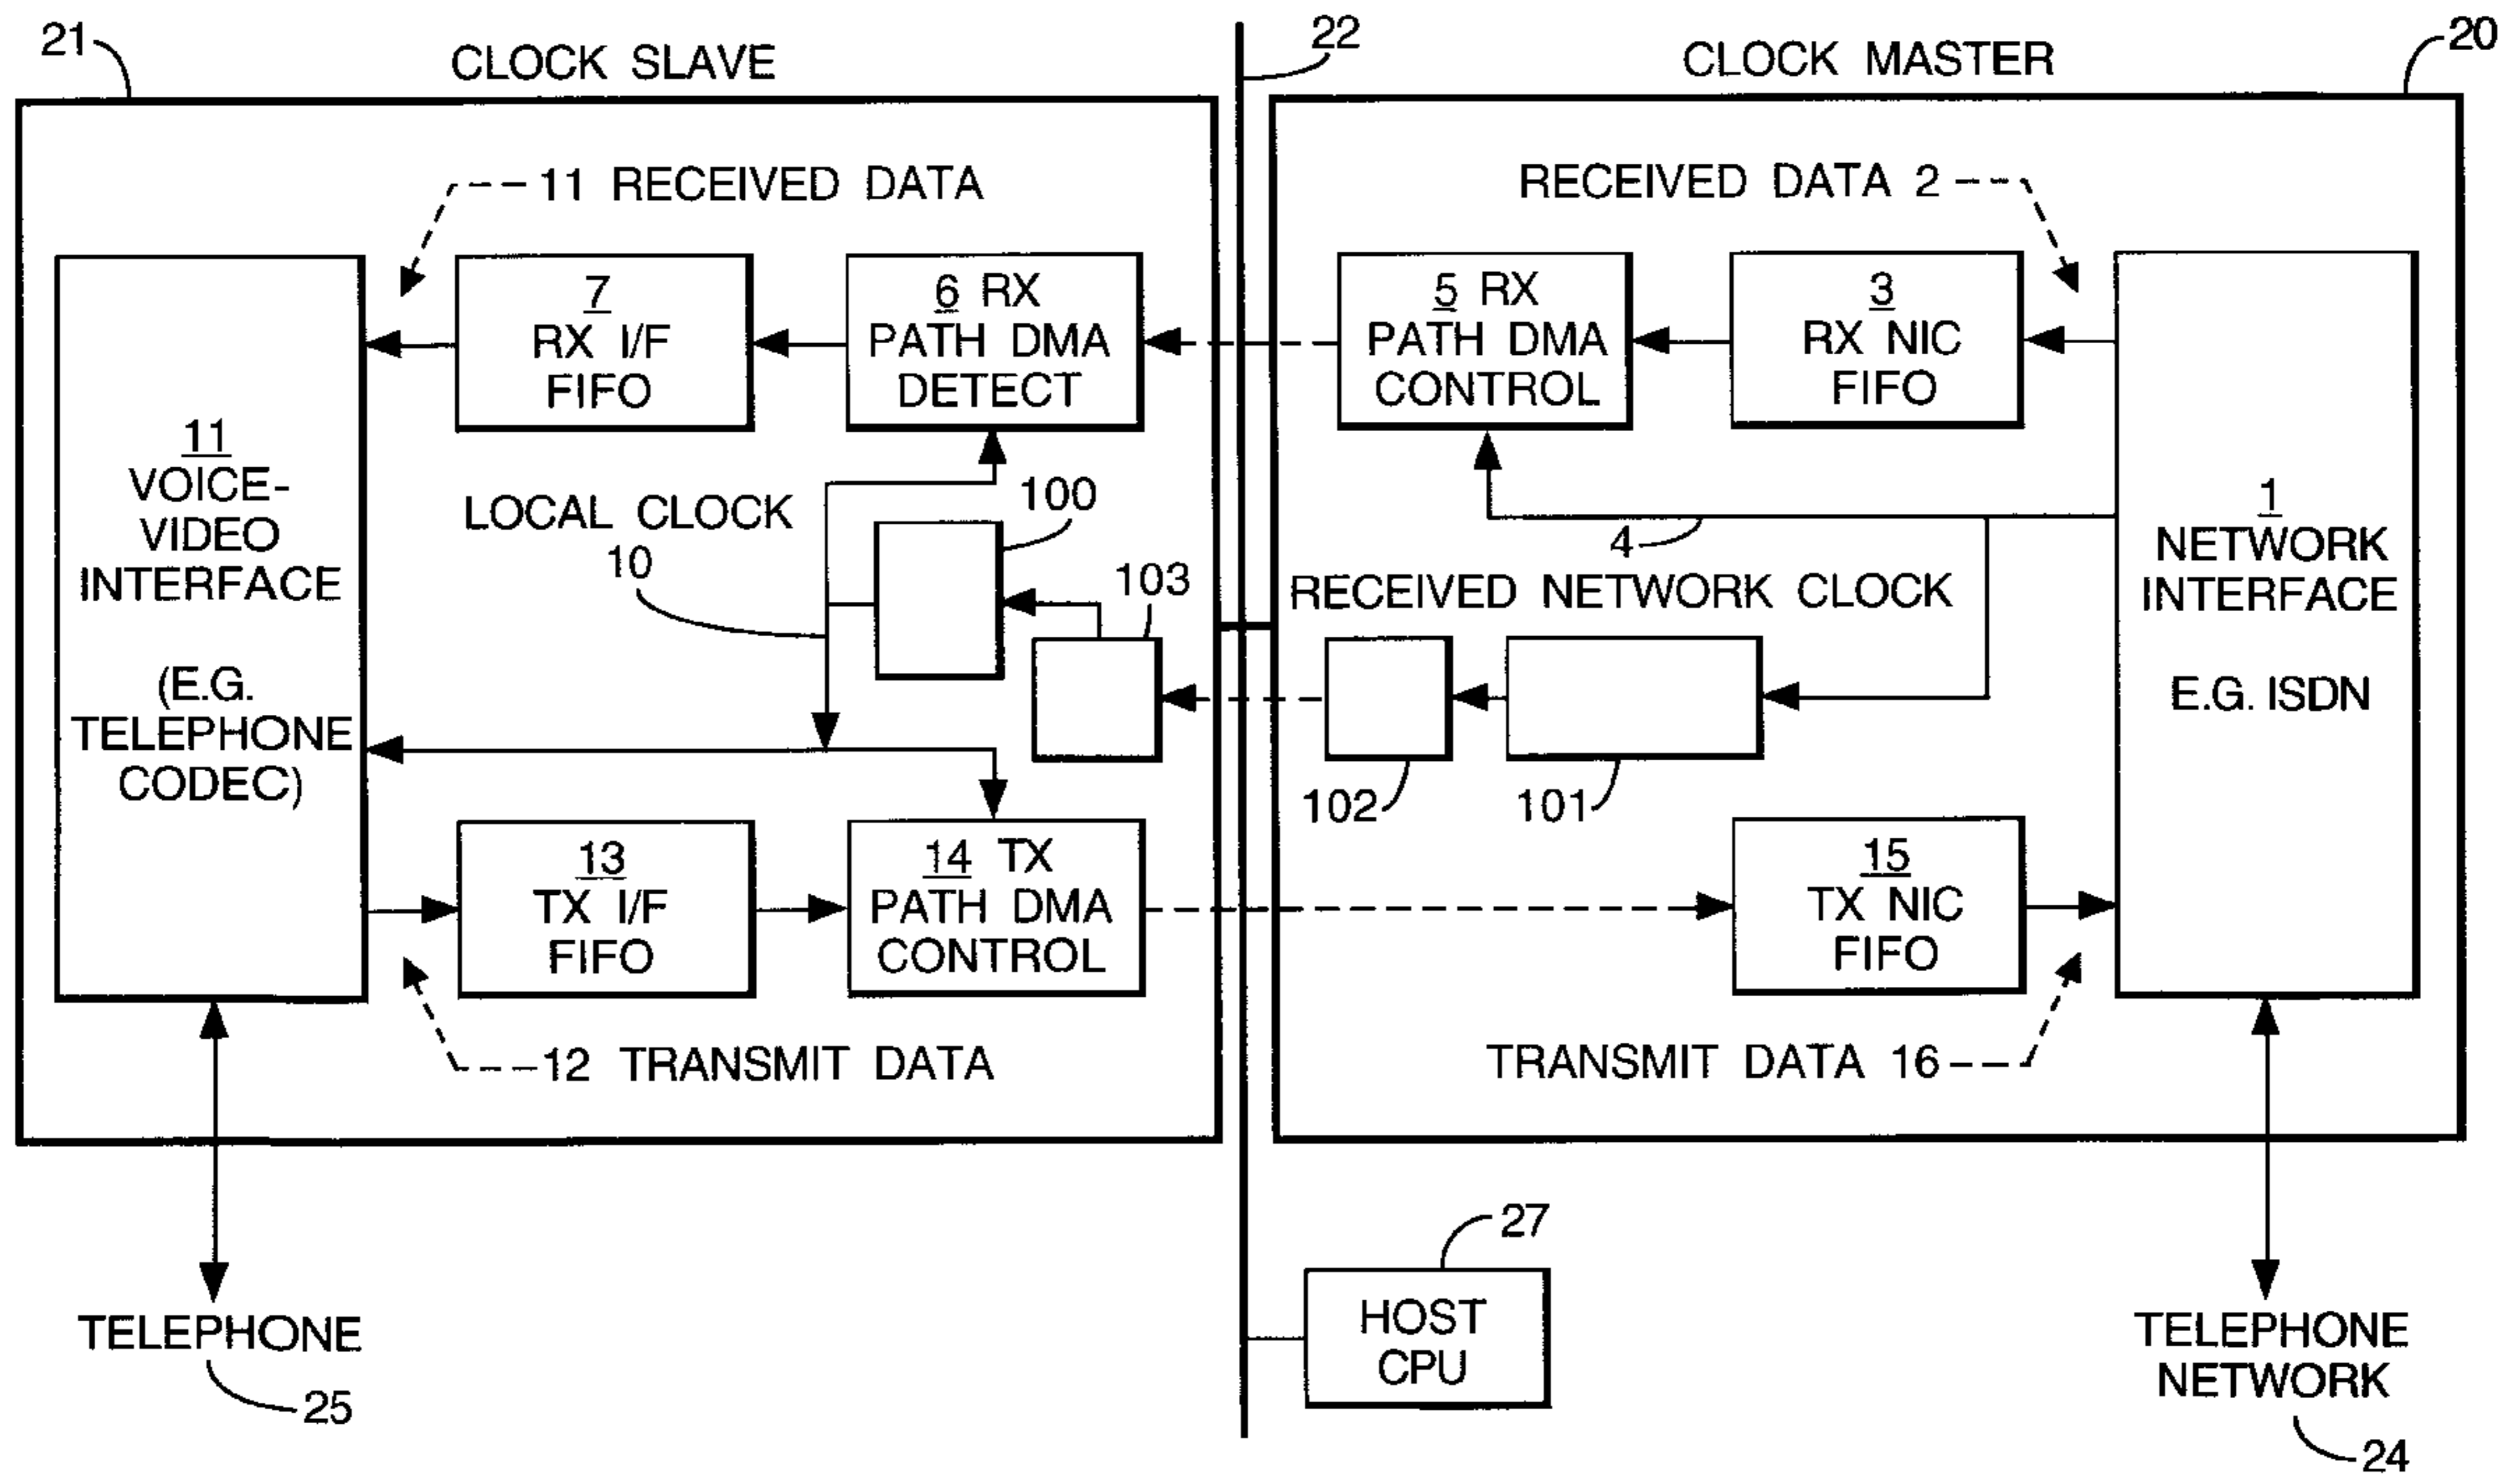 21
CLOCK SLAVE
22
CLOCK MASTER
20
11 RECEIVED DATA
RECEIVED DATA 2
11
VOICE-
VIDEO
INTERFACE
(E.G.
TELEPHONE
CODEC)
7
RX I/F
FIFO
6 RX
PATH DMA
DETECT
5 RX
PATH DMA
CONTROL
3
RX NIC
FIFO
1
NETWORK
INTERFACE
E.G. ISDN
LOCAL CLOCK
10
100
103
4
RECEIVED NETWORK CLOCK
102
101
13
TX I/F
FIFO
14 TX
PATH DMA
CONTROL
15
TX NIC
FIFO
12 TRANSMIT DATA
TRANSMIT DATA 16
TELEPHONE
25
27
HOST
CPU
TELEPHONE
NETWORK
24